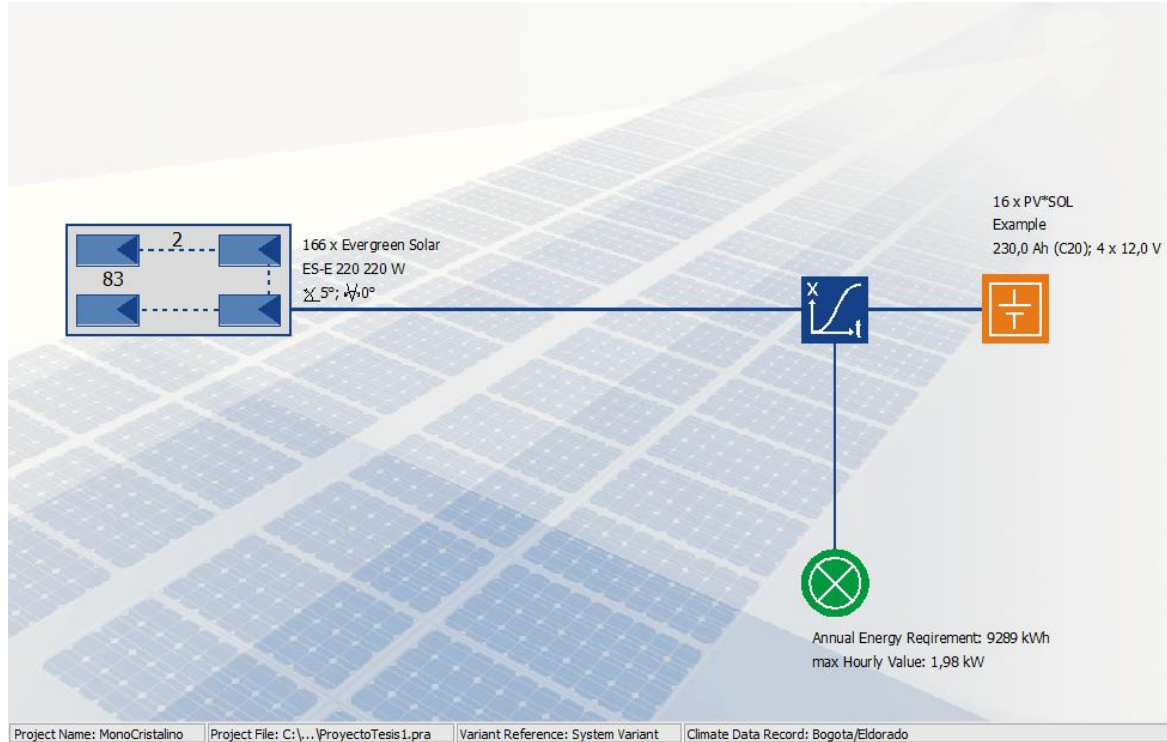 2
83
166 x Evergreen Solar
ES-E 220 220 W
5°; 0°
16 x PV*SOL
Example
230,0 Ah (C20); 4 x 12,0 V
x
t
Annual Energy Reqirement: 9289 kWh
max Hourly Value: 1,98 kW
Project Name: MonoCristalino Project File: C:\...\ProyectoTesis1.pra Variant Reference: System Variant Climate Data Record: Bogota/Eldorado